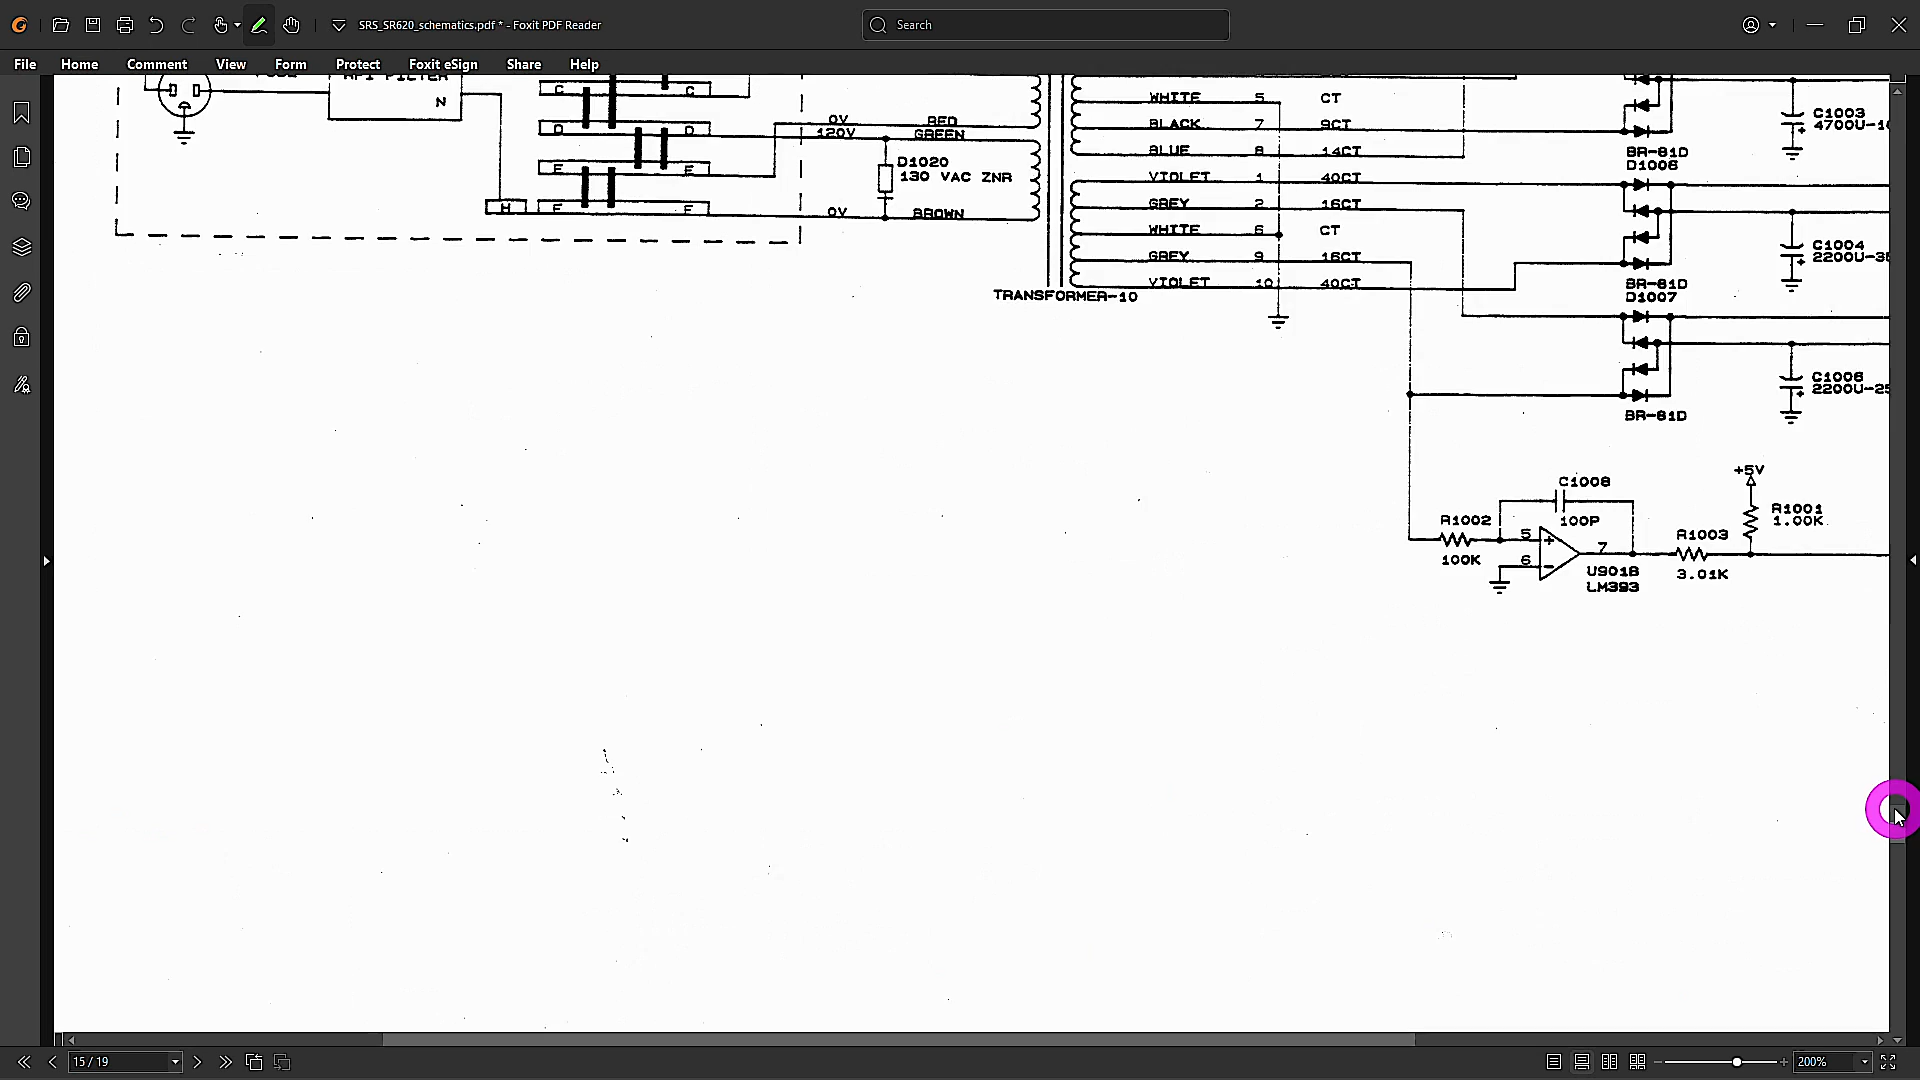 SRS_SR620_schematics.pdf * - Foxit PDF Reader
Search
File Home Comment View Form Protect Foxit eSign Share Help
RFI FILTER
N
C C
D D
E E
H F F
0V RED
120V GREEN
D1020
130 VAC ZNR
0V BROWN
TRANSFORMER-10
WHITE 5 CT
BLACK 7 9CT
BLUE 8 14CT
VIOLET 1 40CT
GREY 2 16CT
WHITE 6 CT
GREY 9 16CT
VIOLET 10 40CT
C1003
BR-81D
D1006
C1004
BR-81D
D1007
C1006
BR-81D
+5V
C1008
100P
R1001
1.00K
R1002
100K
5
6
7
U901B
LM393
R1003
3.01K
15 / 19
200%